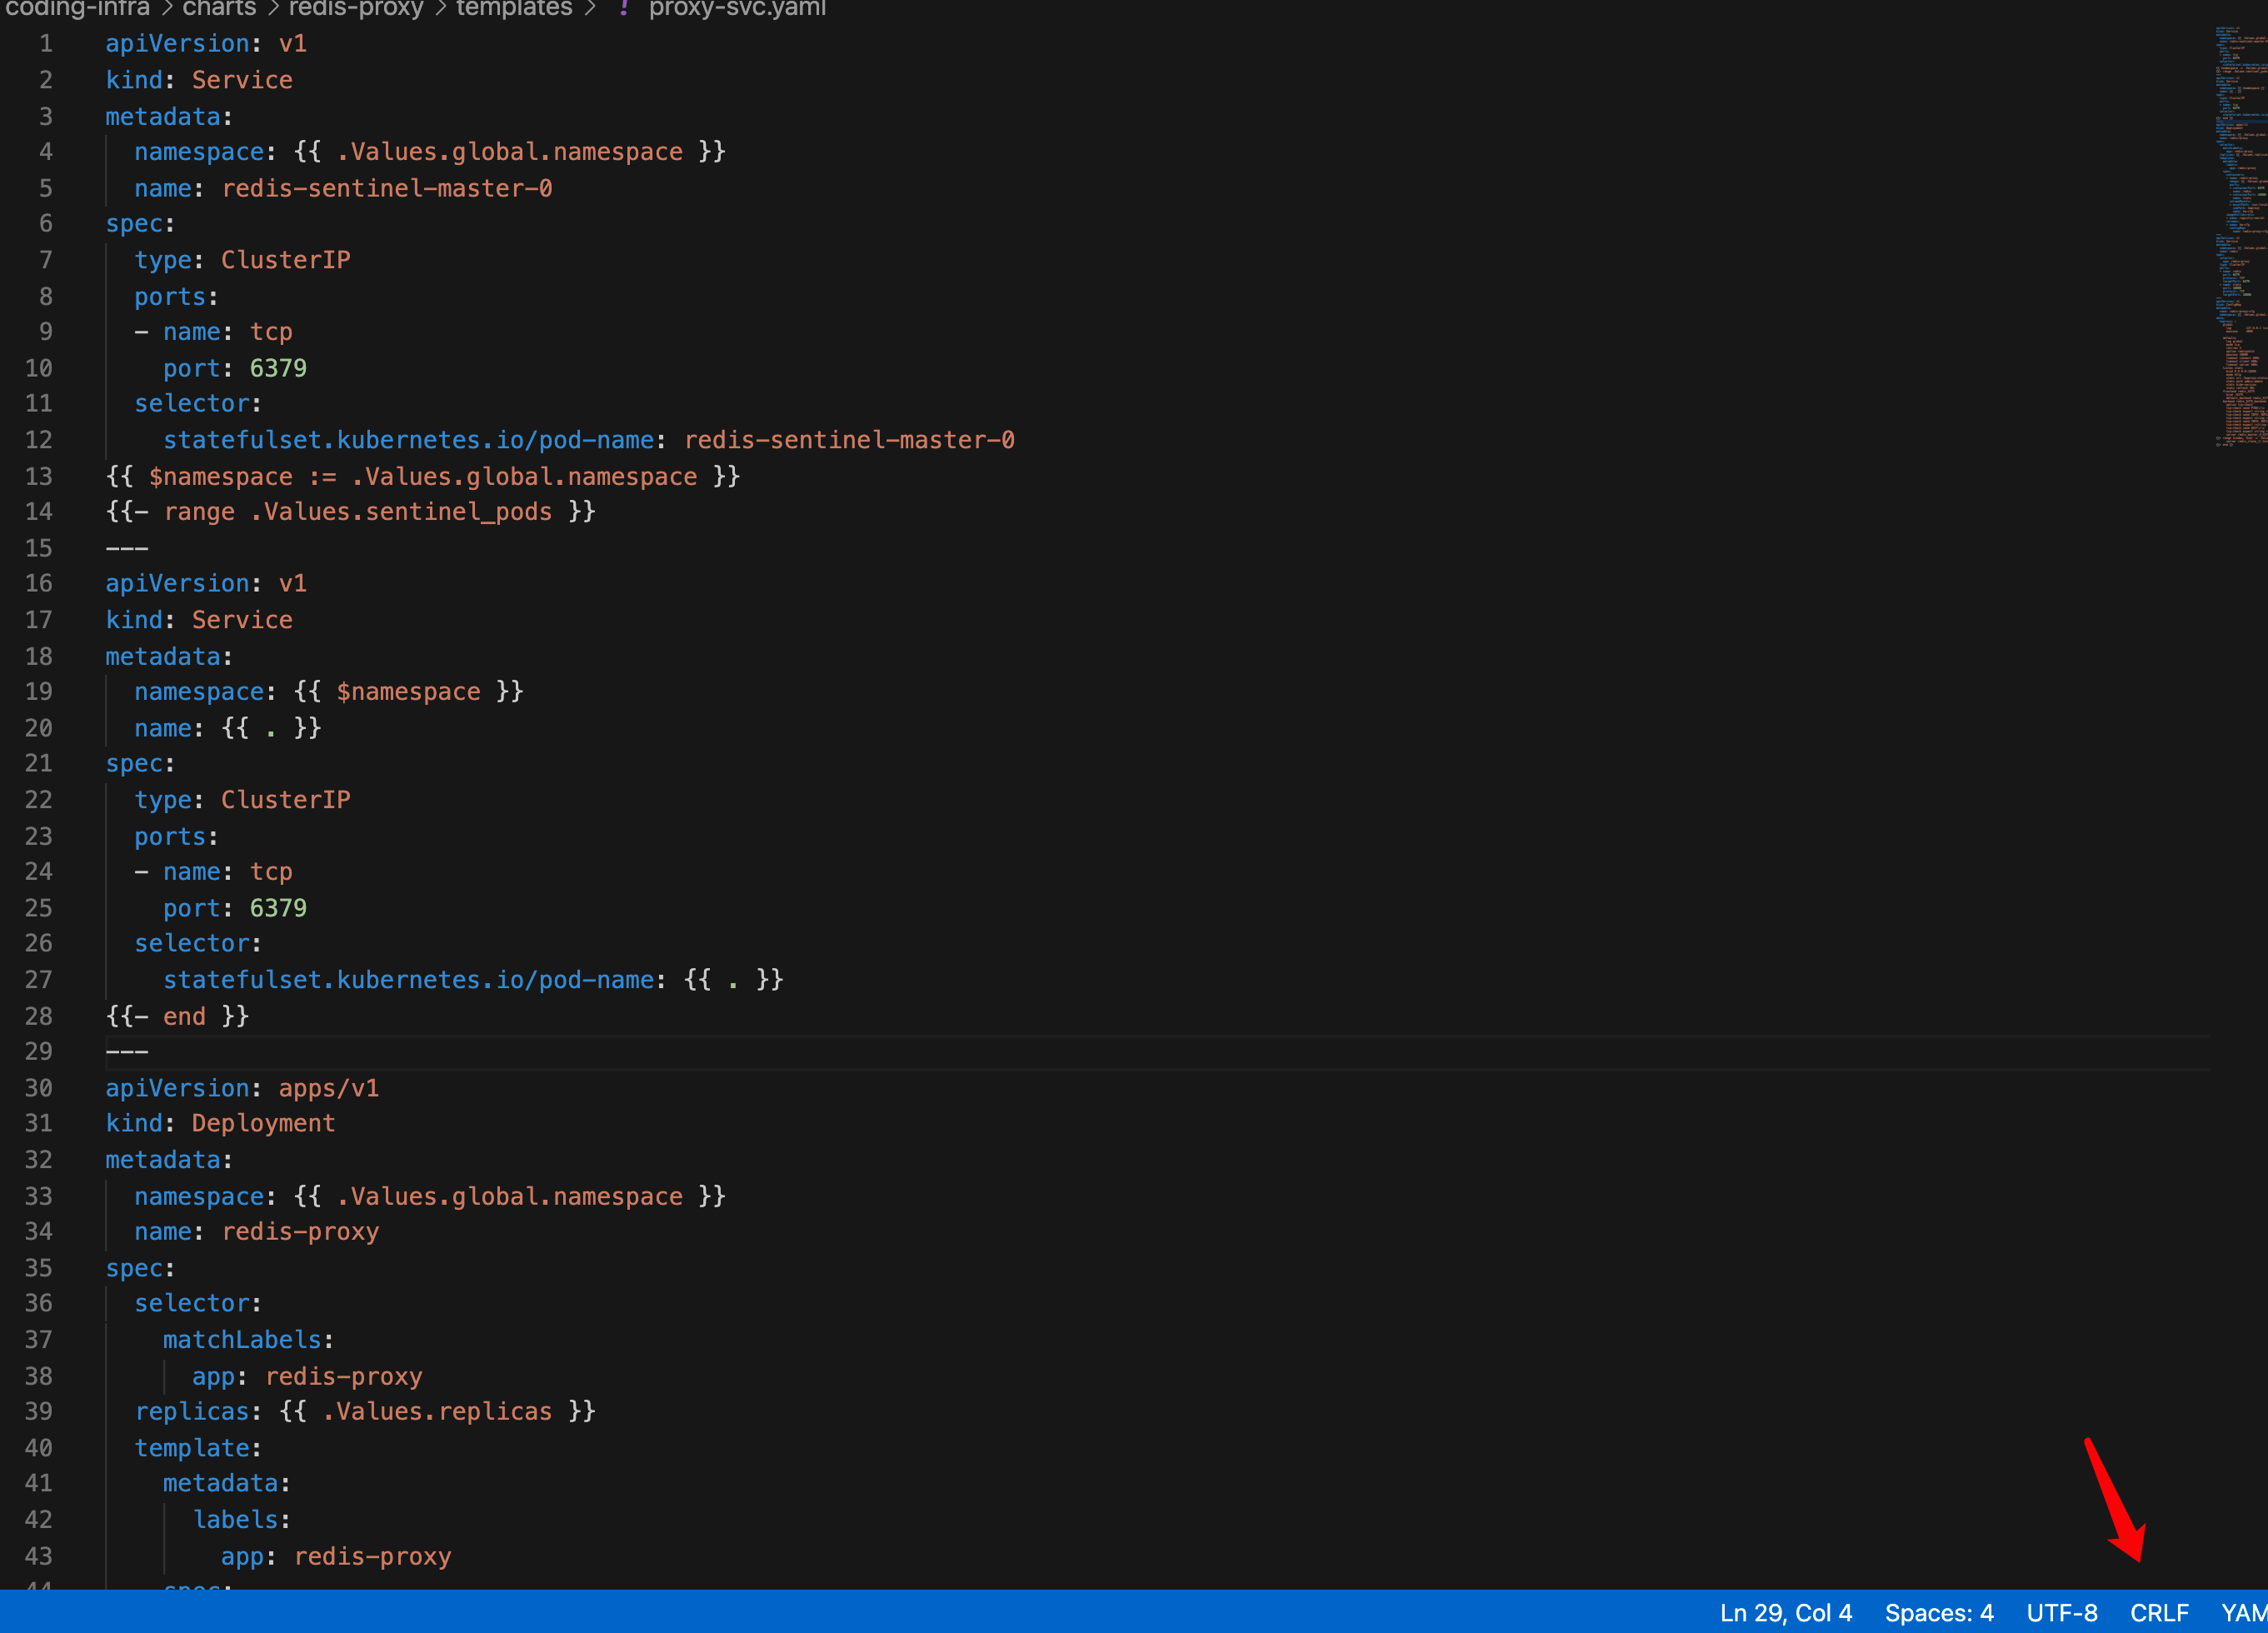 coding-infra > charts > redis-proxy > templates > ! proxy-svc.yaml
1 apiVersion: v1
2 kind: Service
3 metadata:
4   namespace: {{ .Values.global.namespace }}
5   name: redis-sentinel-master-0
6 spec:
7   type: ClusterIP
8   ports:
9   - name: tcp
10     port: 6379
11   selector:
12     statefulset.kubernetes.io/pod-name: redis-sentinel-master-0
13 {{ $namespace := .Values.global.namespace }}
14 {{- range .Values.sentinel_pods }}
15 ---
16 apiVersion: v1
17 kind: Service
18 metadata:
19   namespace: {{ $namespace }}
20   name: {{ . }}
21 spec:
22   type: ClusterIP
23   ports:
24   - name: tcp
25     port: 6379
26   selector:
27     statefulset.kubernetes.io/pod-name: {{ . }}
28 {{- end }}
29 ---
30 apiVersion: apps/v1
31 kind: Deployment
32 metadata:
33   namespace: {{ .Values.global.namespace }}
34   name: redis-proxy
35 spec:
36   selector:
37     matchLabels:
38       app: redis-proxy
39   replicas: {{ .Values.replicas }}
40   template:
41     metadata:
42       labels:
43         app: redis-proxy
44     spec:
Ln 29, Col 4 Spaces: 4 UTF-8 CRLF YAM